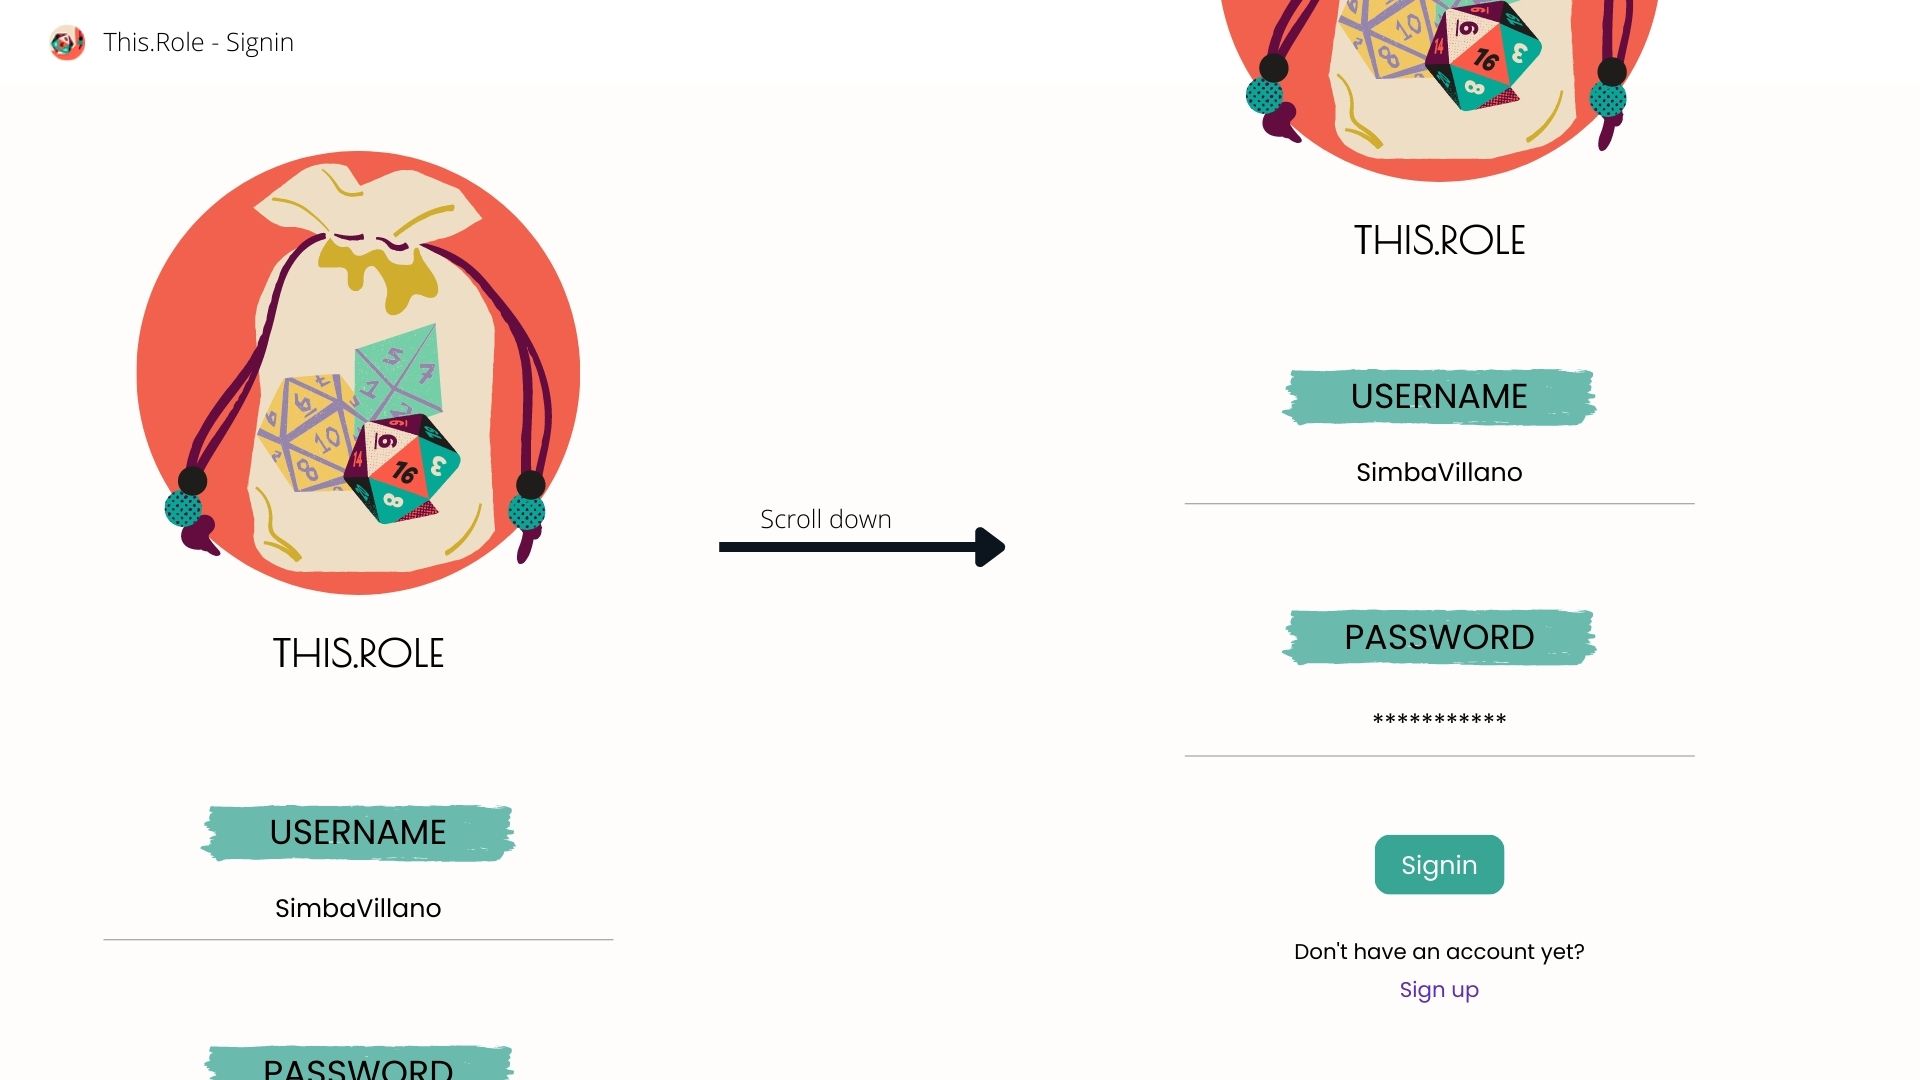 This.Role - Signin
THIS.ROLE
USERNAME
SimbaVillano
PASSWORD
Scroll down
THIS.ROLE
USERNAME
SimbaVillano
PASSWORD
***********
Signin
Don't have an account yet?
Sign up